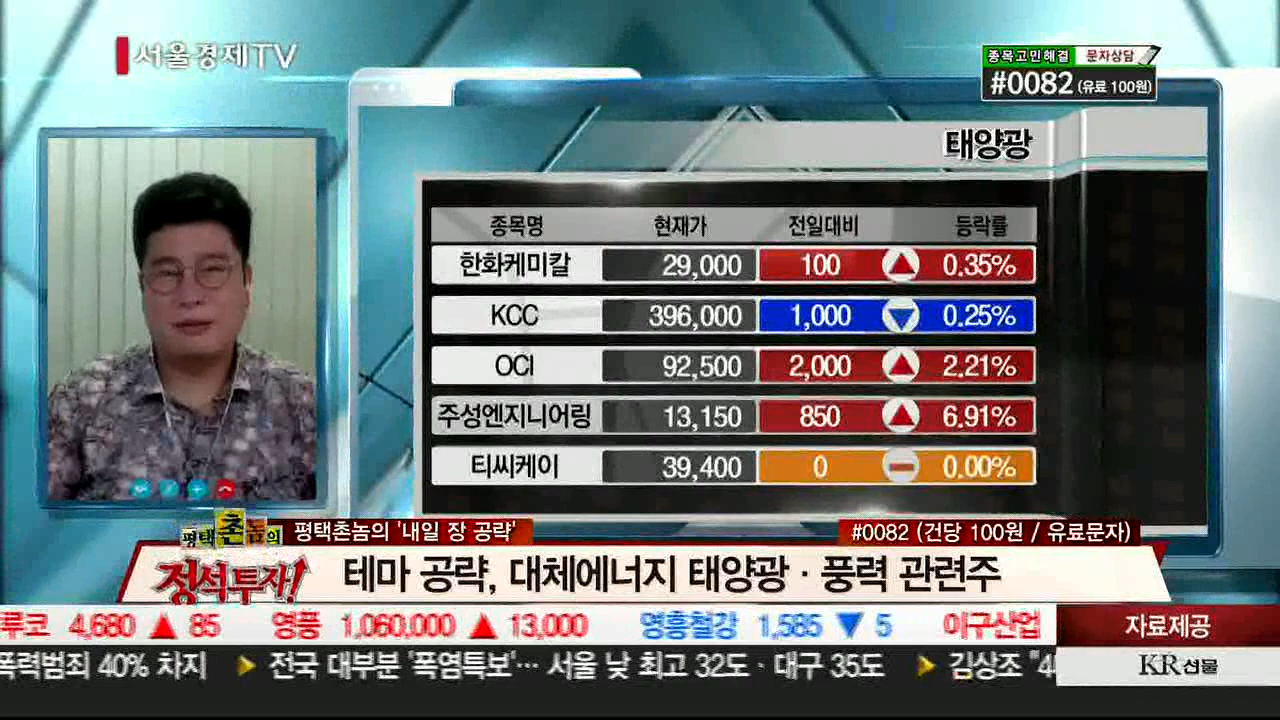 서울경제TV
종목고민해결 문자상담
#0082 (유료 100원)
태양광
종목명 현재가 전일대비 등락률
한화케미칼 29,000 100 ▲ 0.35%
KCC 396,000 1,000 ▼ 0.25%
OCI 92,500 2,000 ▲ 2.21%
주성엔지니어링 13,150 850 ▲ 6.91%
티씨케이 39,400 0 - 0.00%
평택촌놈의 정석투자!
평택촌놈의 '내일 장 공략'
#0082 (건당 100원 / 유료문자)
테마 공략, 대체에너지 태양광·풍력 관련주
루코 4,680 ▲ 85 영풍 1,060,000 ▲ 13,000 영흥철강 1,585 ▼ 5 이구산업
자료제공
폭력범죄 40% 차지 ▶ 전국 대부분 '폭염특보'… 서울 낮 최고 32도·대구 35도 ▶ 김상조 "4
KR선물